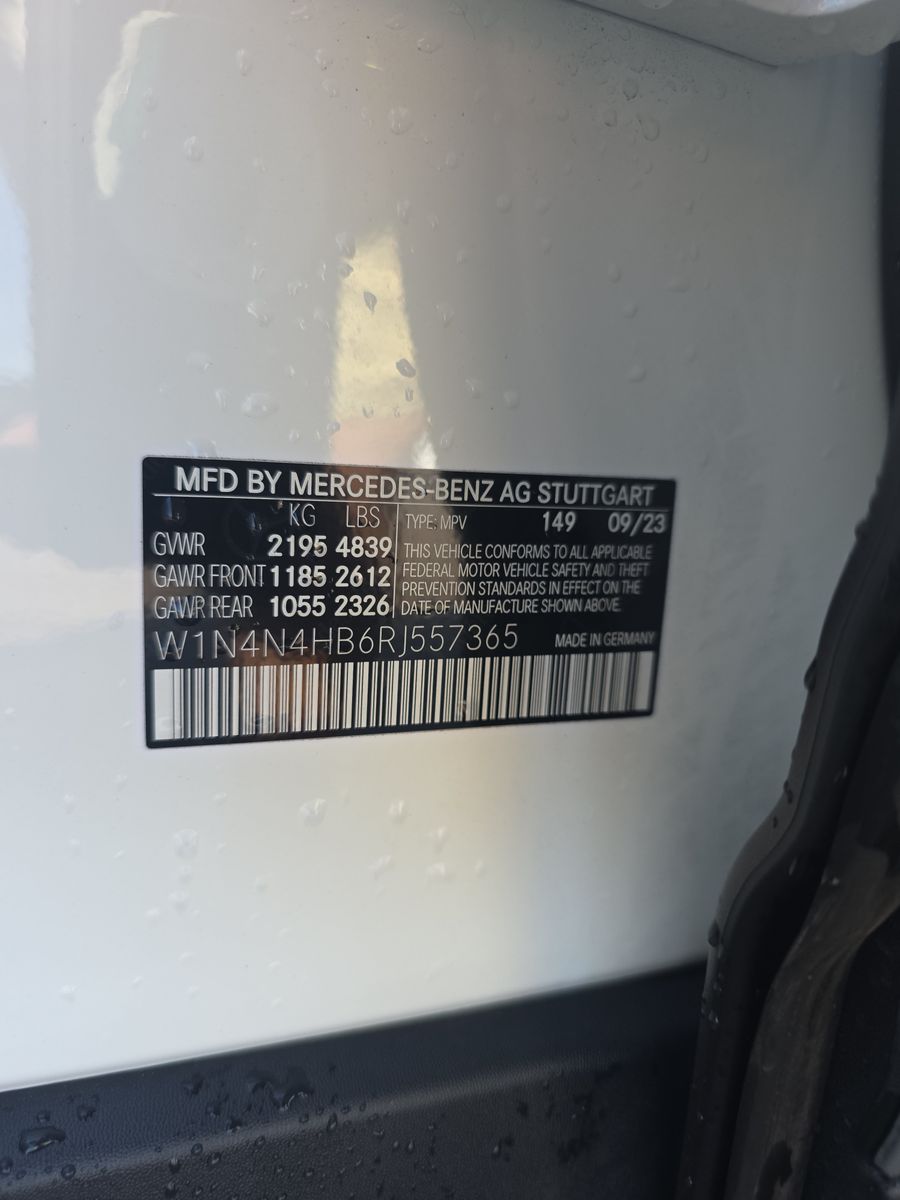 MFD BY MERCEDES-BENZ AG STUTTGART
KG LBS
GVWR 2195 4839
GAWR FRONT 1185 2612
GAWR REAR 1055 2326
TYPE: MPV 149 09/23
THIS VEHICLE CONFORMS TO ALL APPLICABLE
FEDERAL MOTOR VEHICLE SAFETY AND THEFT
PREVENTION STANDARDS IN EFFECT ON THE
DATE OF MANUFACTURE SHOWN ABOVE.
W1N4N4HB6RJ557365 MADE IN GERMANY